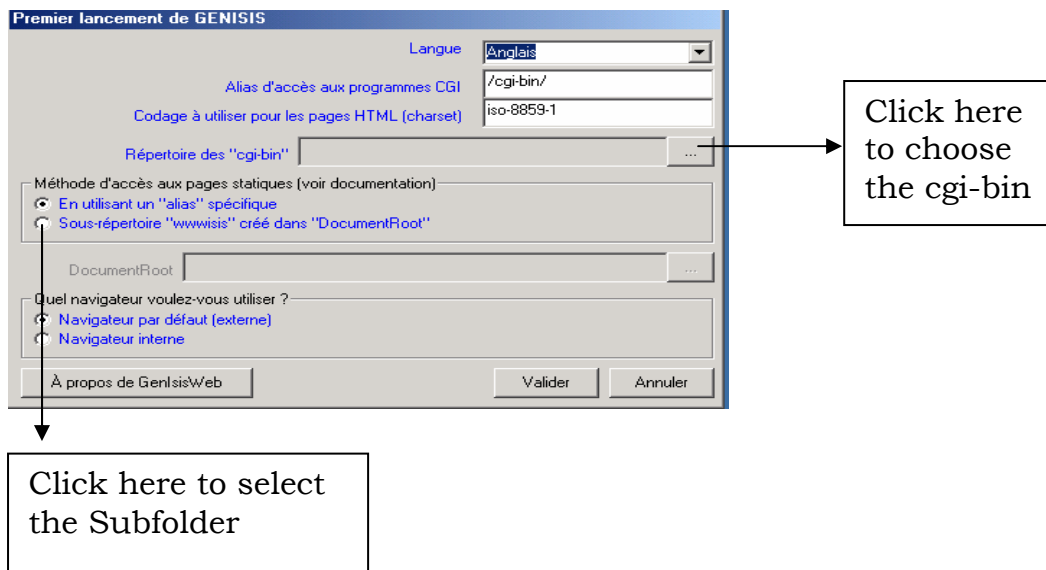 Premier lancement de GENISIS
Langue
Anglais
Alias d'accès aux programmes CGI
/cgi-bin/
Codage à utiliser pour les pages HTML (charset)
iso-8859-1
Répertoire des "cgi-bin"
...
Click here
to choose
the cgi-bin
Méthode d'accès aux pages statiques (voir documentation)
En utilisant un "alias" spécifique
Sous-répertoire "wwwisis" créé dans "DocumentRoot"
DocumentRoot
...
Quel navigateur voulez-vous utiliser ?
Navigateur par défaut (externe)
Navigateur interne
À propos de GenIsisWeb
Valider
Annuler
Click here to select
the Subfolder